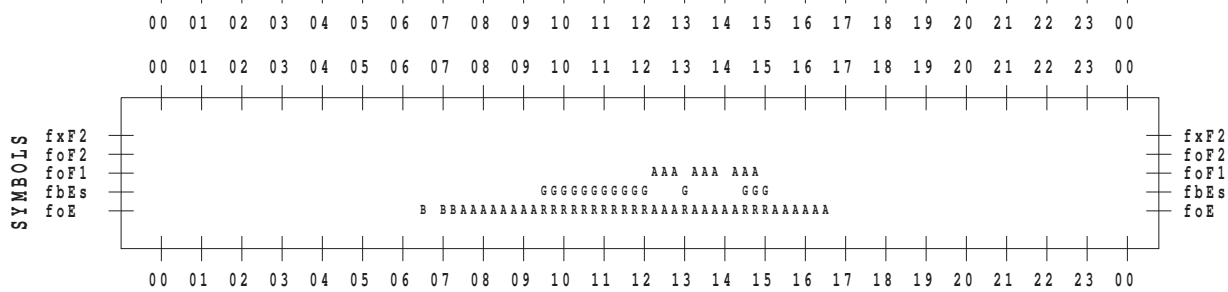 00 01 02 03 04 05 06 07 08 09 10 11 12 13 14 15 16 17 18 19 20 21 22 23 00
00 01 02 03 04 05 06 07 08 09 10 11 12 13 14 15 16 17 18 19 20 21 22 23 00
SYMBOLS
fxF2 fxF2
foF2 foF2
foF1 AAA AAA AAA foF1
fbEs GGGGGGGGGGG G GGG fbEs
foE B BBAAAAAAAARRRRRRRRRRRAAARAAAAARRRAAAAAA foE
00 01 02 03 04 05 06 07 08 09 10 11 12 13 14 15 16 17 18 19 20 21 22 23 00